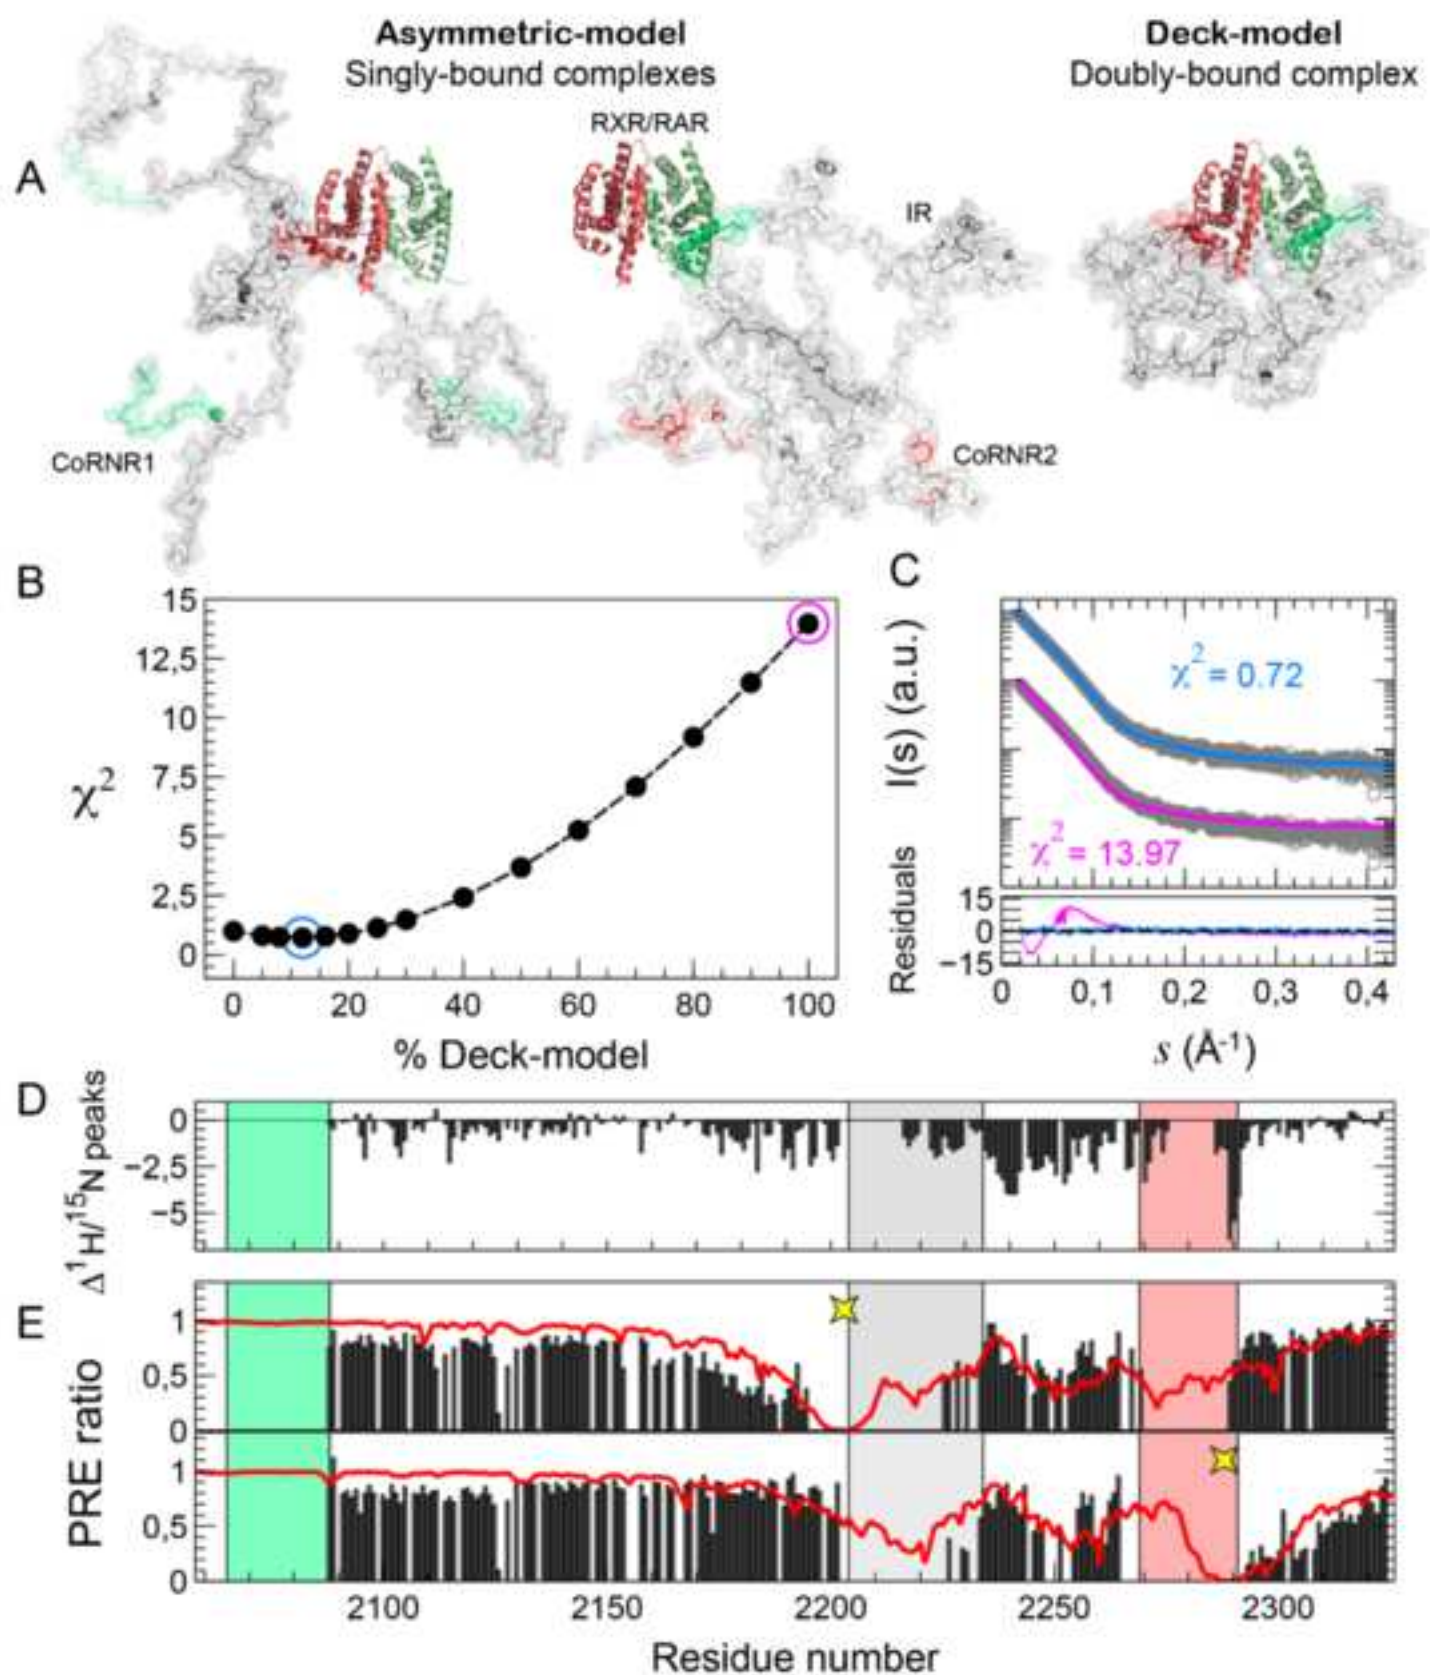 Asymmetric-model
Singly-bound complexes
Deck-model
Doubly-bound complex
RXR/RAR
A
IR
CoRNR1
CoRNR2
B
15
12,5
10
7,5
5
2,5
0
χ2
0 20 40 60 80 100
% Deck-model
C
I(s) (a.u.)
χ2 = 0.72
χ2 = 13.97
Residuals
15
0
−15
0 0,1 0,2 0,3 0,4
s (Å-1)
D
Δ1H/15N peaks
0
−2,5
−5
E
PRE ratio
1
0,5
0
1
0,5
0
2100 2150 2200 2250 2300
Residue number